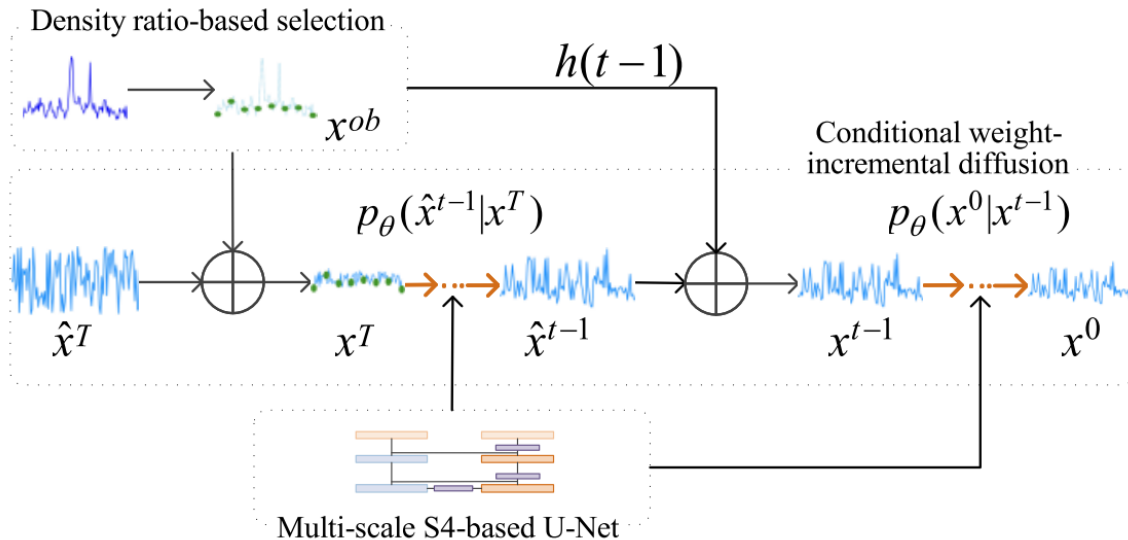 Density ratio-based selection
h(t − 1)
x^{ob}
Conditional weight-
incremental diffusion
p_θ(x̂^{t−1}|x^T)
p_θ(x^0|x^{t−1})
x̂^T
x^T
x̂^{t−1}
x^{t−1}
x^0
Multi-scale S4-based U-Net